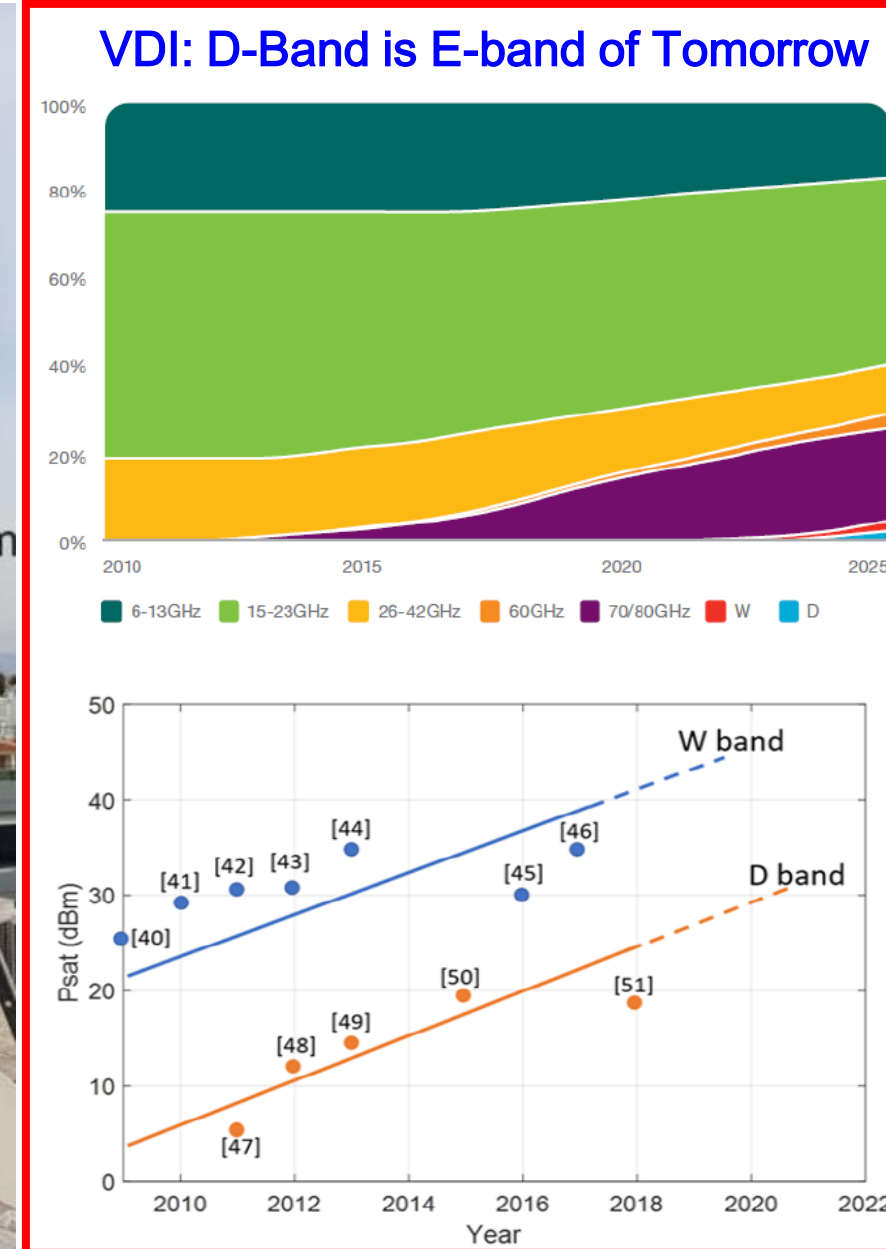 VDI: D-Band is E-band of Tomorrow
100%
80%
60%
40%
20%
0%
2010 2015 2020 2025
6-13GHz 15-23GHz 26-42GHz 60GHz 70/80GHz W D
50
40
30
20
10
0
Psat (dBm)
W band
D band
[44]
[46]
[41] [42] [43]
[45]
[40]
[50]
[51]
[49]
[48]
[47]
2010 2012 2014 2016 2018 2020 2022
Year